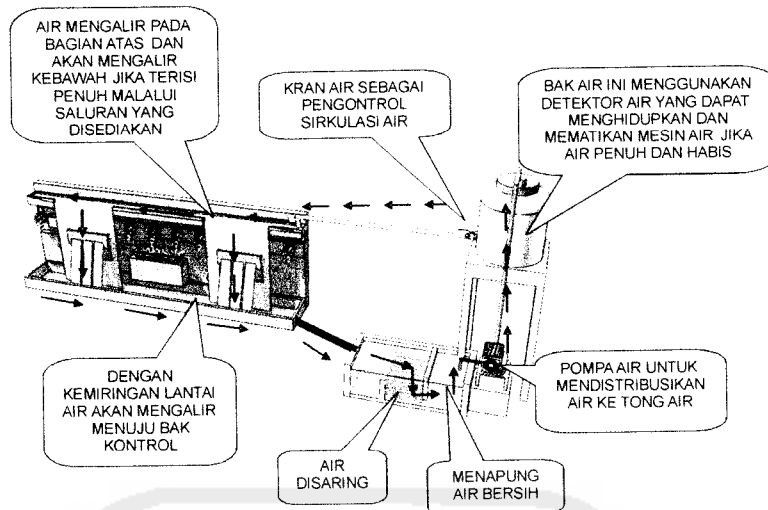 AIR MENGALIR PADA
BAGIAN ATAS DAN
AKAN MENGALIR
KEBAWAH JIKA TERISI
PENUH MALALUI
SALURAN YANG
DISEDIAKAN
KRAN AIR SEBAGAI
PENGONTROL
SIRKULASI AIR
BAK AIR INI MENGGUNAKAN
DETEKTOR AIR YANG DAPAT
MENGHIDUPKAN DAN
MEMATIKAN MESIN AIR JIKA
AIR PENUH DAN HABIS
DENGAN
KEMIRINGAN LANTAI
AIR AKAN MENGALIR
MENUJU BAK
KONTROL
AIR
DISARING
MENAPUNG
AIR BERSIH
POMPA AIR UNTUK
MENDISTRIBUSIKAN
AIR KE TONG AIR